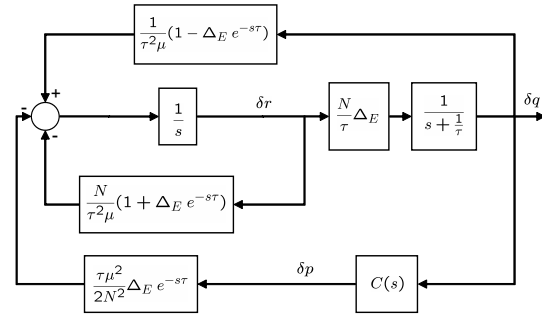 1/τ²μ (1 − Δ_E e^{−sτ})
+
-
-
1/s
δr
N/τ Δ_E
1/(s + 1/τ)
δq
N/τ²μ (1 + Δ_E e^{−sτ})
τμ²/2N² Δ_E e^{−sτ}
δp
C(s)